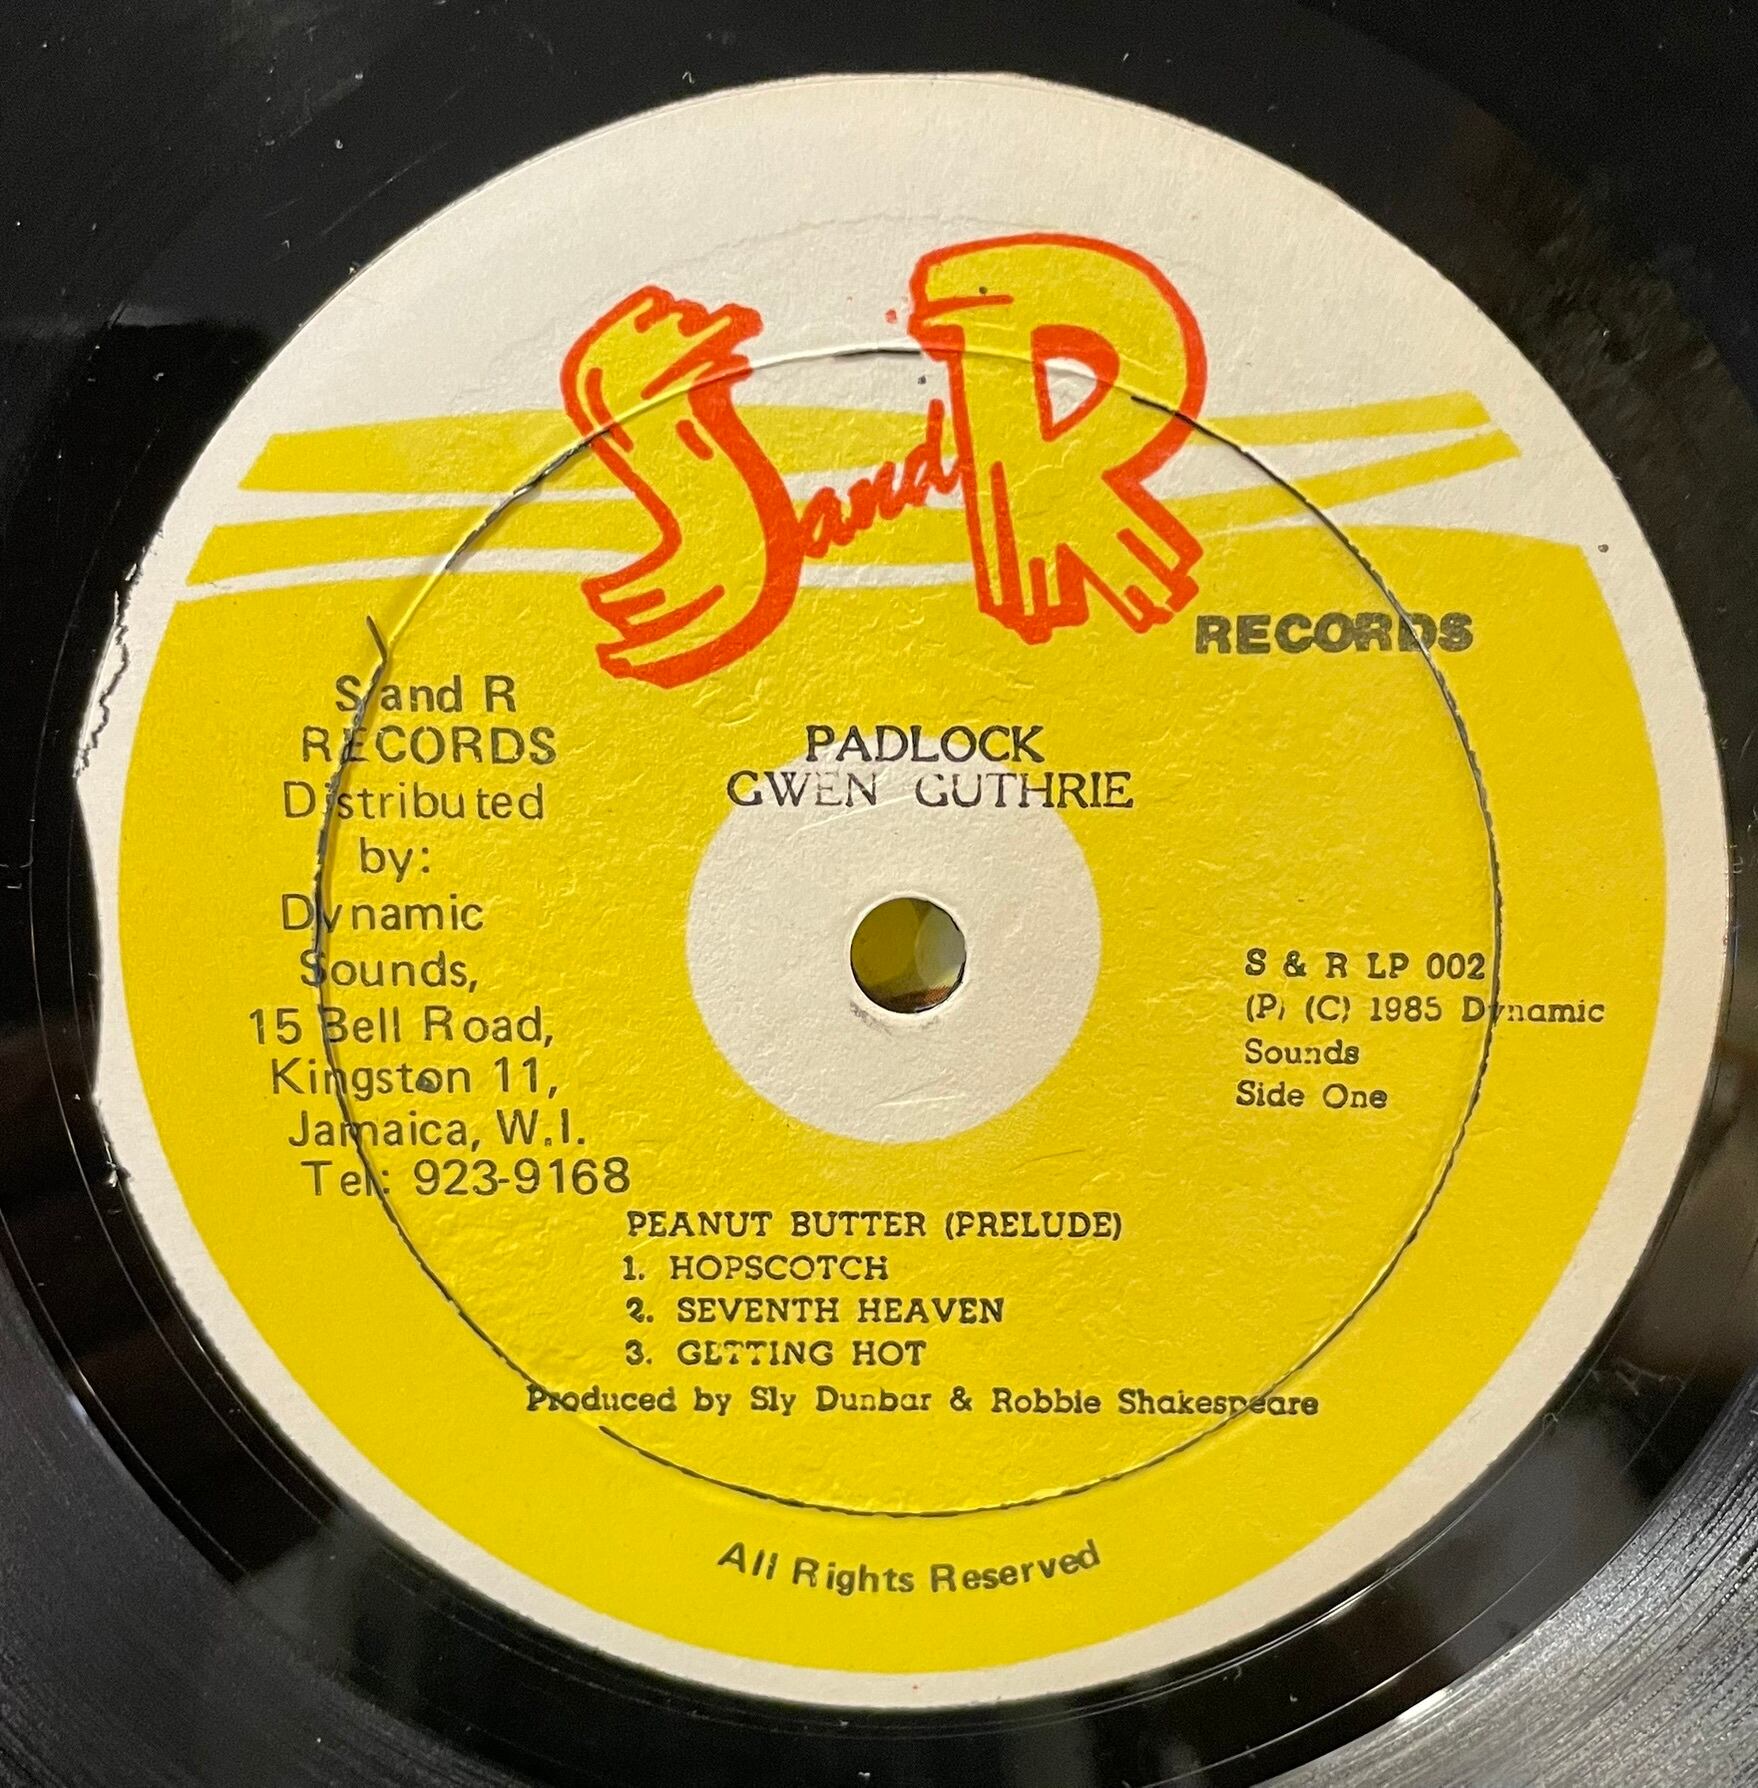 S and R
RECORDS
S and R
RECORDS
Distributed
by:
Dynamic
Sounds,
15 Bell Road,
Kingston 11,
Jamaica, W.I.
Tel: 923-9168
PADLOCK
GWEN GUTHRIE
S & R LP 002
(P) (C) 1985 Dynamic
Sounds
Side One
PEANUT BUTTER (PRELUDE)
1. HOPSCOTCH
2. SEVENTH HEAVEN
3. GETTING HOT
Produced by Sly Dunbar & Robbie Shakespeare
All Rights Reserved